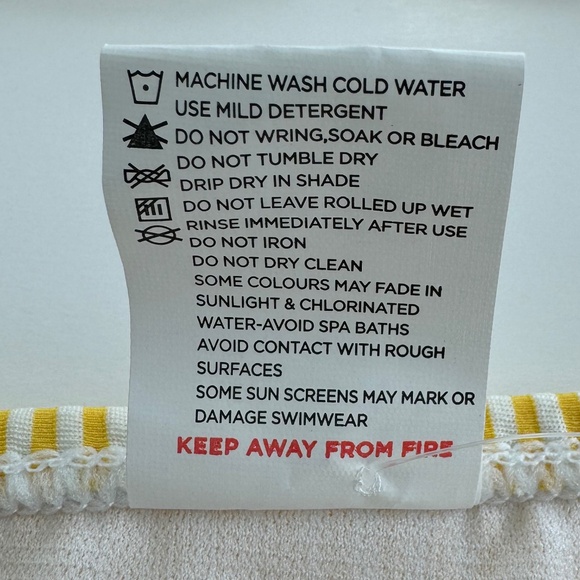 MACHINE WASH COLD WATER
USE MILD DETERGENT
DO NOT WRING,SOAK OR BLEACH
DO NOT TUMBLE DRY
DRIP DRY IN SHADE
DO NOT LEAVE ROLLED UP WET
RINSE IMMEDIATELY AFTER USE
DO NOT IRON
DO NOT DRY CLEAN
SOME COLOURS MAY FADE IN
SUNLIGHT & CHLORINATED
WATER-AVOID SPA BATHS
AVOID CONTACT WITH ROUGH
SURFACES
SOME SUN SCREENS MAY MARK OR
DAMAGE SWIMWEAR
KEEP AWAY FROM FIRE